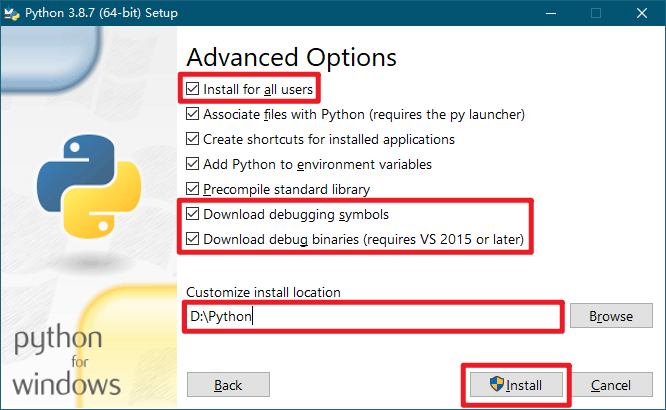 Python 3.8.7 (64-bit) Setup
Advanced Options
Install for all users
Associate files with Python (requires the py launcher)
Create shortcuts for installed applications
Add Python to environment variables
Precompile standard library
Download debugging symbols
Download debug binaries (requires VS 2015 or later)
Customize install location
D:\Python
Browse
python
for
windows
Back
Install
Cancel